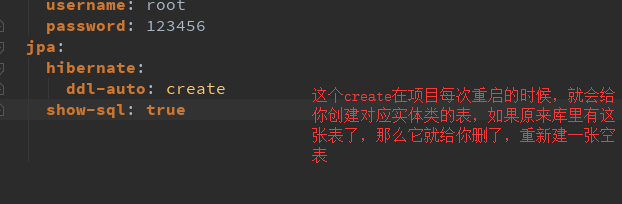 username: root
password: 123456
jpa:
hibernate:
ddl-auto: create
show-sql: true
这个create在项目每次重启的时候，就会给
你创建对应实体类的表，如果原来库里有这
张表了，那么它就给你删了，重新建一张空
表